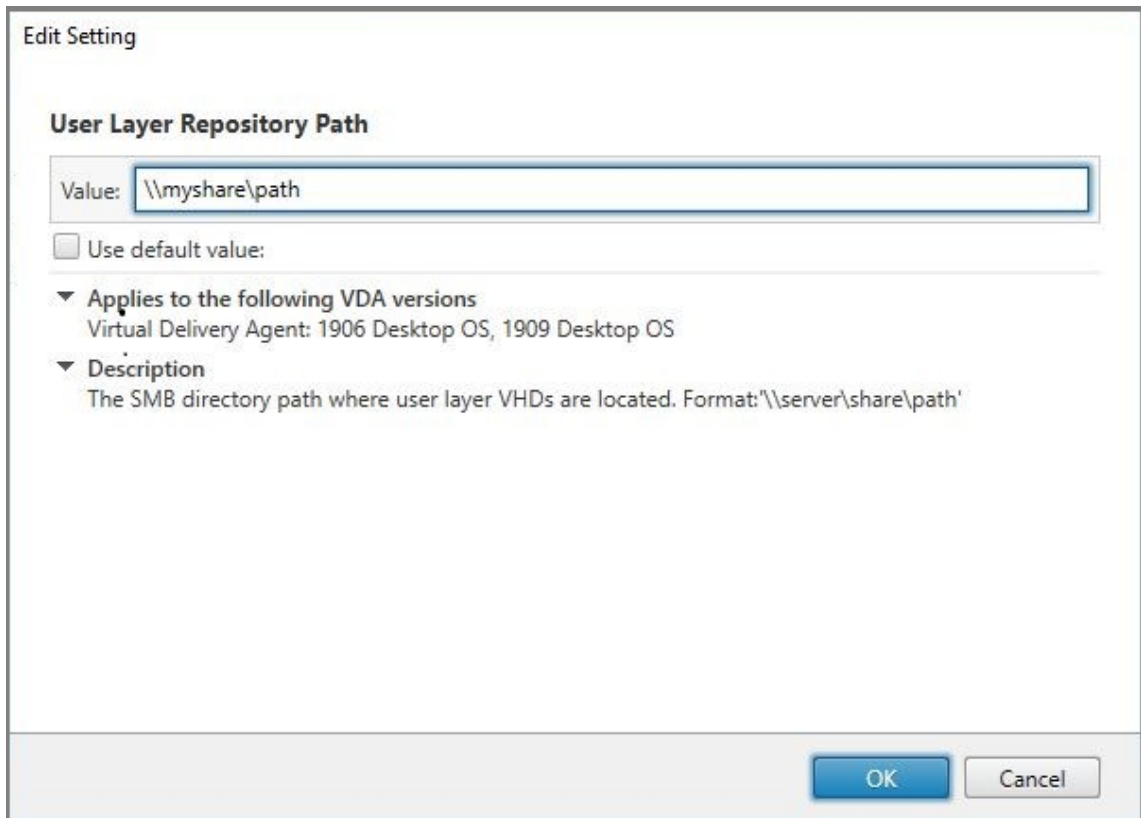 Edit Setting
User Layer Repository Path
Value: \\myshare\path
Use default value:
Applies to the following VDA versions
Virtual Delivery Agent: 1906 Desktop OS, 1909 Desktop OS
Description
The SMB directory path where user layer VHDs are located. Format:'\\server\share\path'
OK Cancel